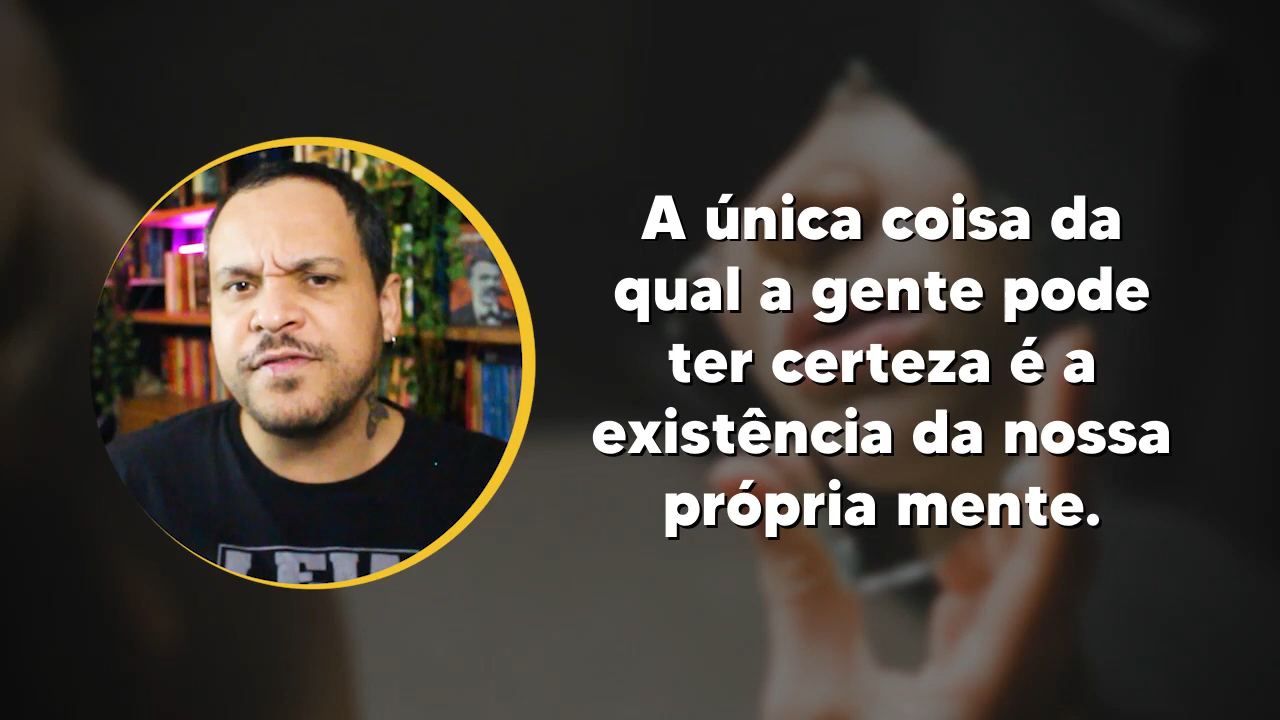 A única coisa da
qual a gente pode
ter certeza é a
existência da nossa
própria mente.